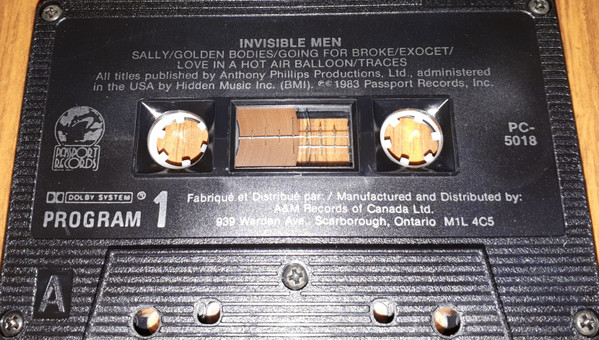 INVISIBLE MEN
SALLY/GOLDEN BODIES/GOING FOR BROKE/EXOCET/
LOVE IN A HOT AIR BALLOON/TRACES
All titles published by Anthony Phillips Productions, Ltd., administered
in the USA by Hidden Music Inc. (BMI). ℗©1983 Passport Records, Inc.
PASSPORT
RECORDS
PC-
5018
DOLBY SYSTEM
PROGRAM 1
Fabriqué et Distribué par: / Manufactured and Distributed by:
A&M Records of Canada Ltd.
939 Warden Ave., Scarborough, Ontario M1L 4C5
A